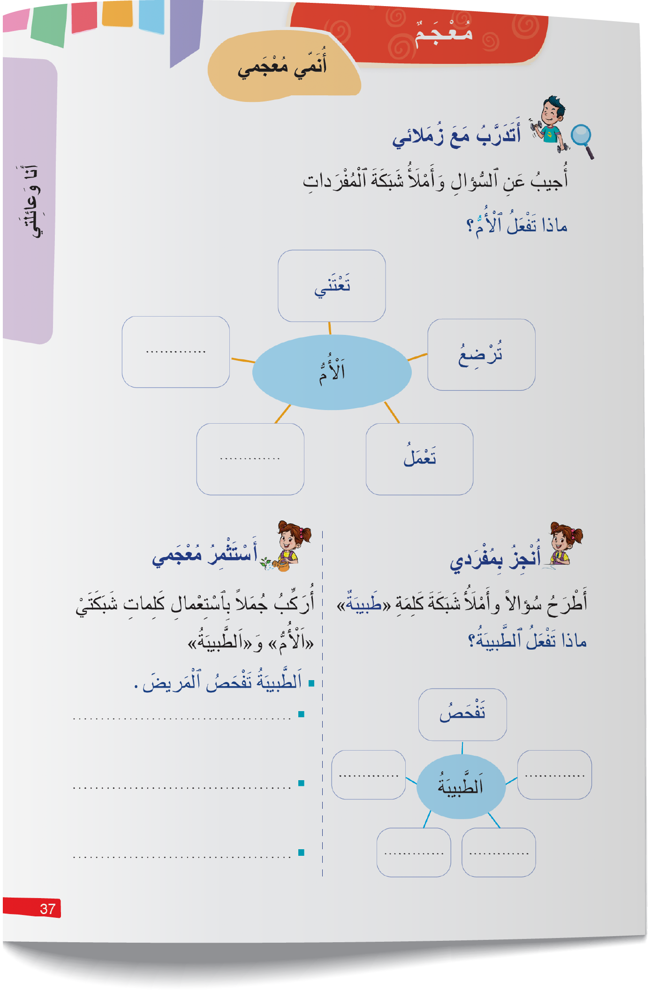 مُعْجَمٌ
أُنَمّي مُعْجَمي
أَنا وَعائِلَتي
أَتَدَرَّبُ مَعَ زُمَلائي
أُجيبُ عَنِ ٱلسُّؤالِ وَأَمْلَأُ شَبَكَةَ ٱلْمُفْرَداتِ
ماذا تَفْعَلُ ٱلْأُمُّ؟
تَعْتَني
تُرْضِعُ
.............
اَلْأُمُّ
تَعْمَلُ
.............
أُنْجِزُ بِمُفْرَدي
أَطْرَحُ سُؤالاً وأَمْلَأُ شَبَكَةَ كَلِمَةِ «طَبيبَةٌ»
ماذا تَفْعَلُ ٱلطَّبيبَةُ؟
تَفْحَصُ
.............
.............
اَلطَّبيبَةُ
.............
.............
أَسْتَثْمِرُ مُعْجَمي
أُرَكِّبُ جُمَلاً بِٱسْتِعْمالِ كَلِماتِ شَبَكَتَيْ
«اَلْأُمُّ» وَ«اَلطَّبيبَةُ»
▪ اَلطَّبيبَةُ تَفْحَصُ ٱلْمَريضَ.
▪ ......................................
▪ ......................................
▪ ......................................
37